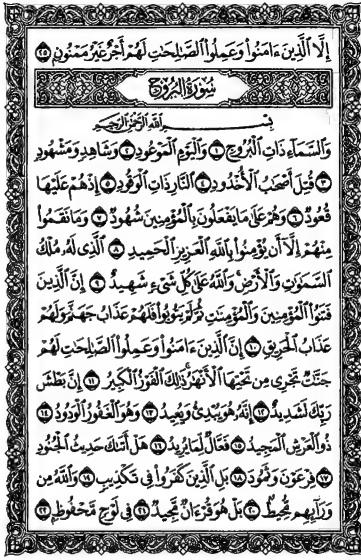 إِلَّا ٱلَّذِينَ ءَامَنُوا۟ وَعَمِلُوا۟ ٱلصَّـٰلِحَـٰتِ لَهُمْ أَجْرٌ غَيْرُ مَمْنُونٍۭ ٢٥
سُورَةُ ٱلْبُرُوجِ
بِسْمِ ٱللَّهِ ٱلرَّحْمَـٰنِ ٱلرَّحِيمِ
وَٱلسَّمَآءِ ذَاتِ ٱلْبُرُوجِ ١ وَٱلْيَوْمِ ٱلْمَوْعُودِ ٢ وَشَاهِدٍ وَمَشْهُودٍ
٣ قُتِلَ أَصْحَـٰبُ ٱلْأُخْدُودِ ٤ ٱلنَّارِ ذَاتِ ٱلْوَقُودِ ٥ إِذْ هُمْ عَلَيْهَا
قُعُودٌ ٦ وَهُمْ عَلَىٰ مَا يَفْعَلُونَ بِٱلْمُؤْمِنِينَ شُهُودٌ ٧ وَمَا نَقَمُوا۟
مِنْهُمْ إِلَّآ أَن يُؤْمِنُوا۟ بِٱللَّهِ ٱلْعَزِيزِ ٱلْحَمِيدِ ٨ ٱلَّذِى لَهُۥ مُلْكُ
ٱلسَّمَـٰوَٰتِ وَٱلْأَرْضِ ۚ وَٱللَّهُ عَلَىٰ كُلِّ شَىْءٍ شَهِيدٌ ٩ إِنَّ ٱلَّذِينَ
فَتَنُوا۟ ٱلْمُؤْمِنِينَ وَٱلْمُؤْمِنَـٰتِ ثُمَّ لَمْ يَتُوبُوا۟ فَلَهُمْ عَذَابُ جَهَنَّمَ وَلَهُمْ
عَذَابُ ٱلْحَرِيقِ ١٠ إِنَّ ٱلَّذِينَ ءَامَنُوا۟ وَعَمِلُوا۟ ٱلصَّـٰلِحَـٰتِ لَهُمْ
جَنَّـٰتٌ تَجْرِى مِن تَحْتِهَا ٱلْأَنْهَـٰرُ ۚ ذَٰلِكَ ٱلْفَوْزُ ٱلْكَبِيرُ ١١ إِنَّ بَطْشَ
رَبِّكَ لَشَدِيدٌ ١٢ إِنَّهُۥ هُوَ يُبْدِئُ وَيُعِيدُ ١٣ وَهُوَ ٱلْغَفُورُ ٱلْوَدُودُ ١٤
ذُو ٱلْعَرْشِ ٱلْمَجِيدُ ١٥ فَعَّالٌ لِّمَا يُرِيدُ ١٦ هَلْ أَتَىٰكَ حَدِيثُ ٱلْجُنُودِ
١٧ فِرْعَوْنَ وَثَمُودَ ١٨ بَلِ ٱلَّذِينَ كَفَرُوا۟ فِى تَكْذِيبٍ ١٩ وَٱللَّهُ مِن
وَرَآئِهِم مُّحِيطٌۢ ٢٠ بَلْ هُوَ قُرْءَانٌ مَّجِيدٌ ٢١ فِى لَوْحٍ مَّحْفُوظٍۭ ٢٢